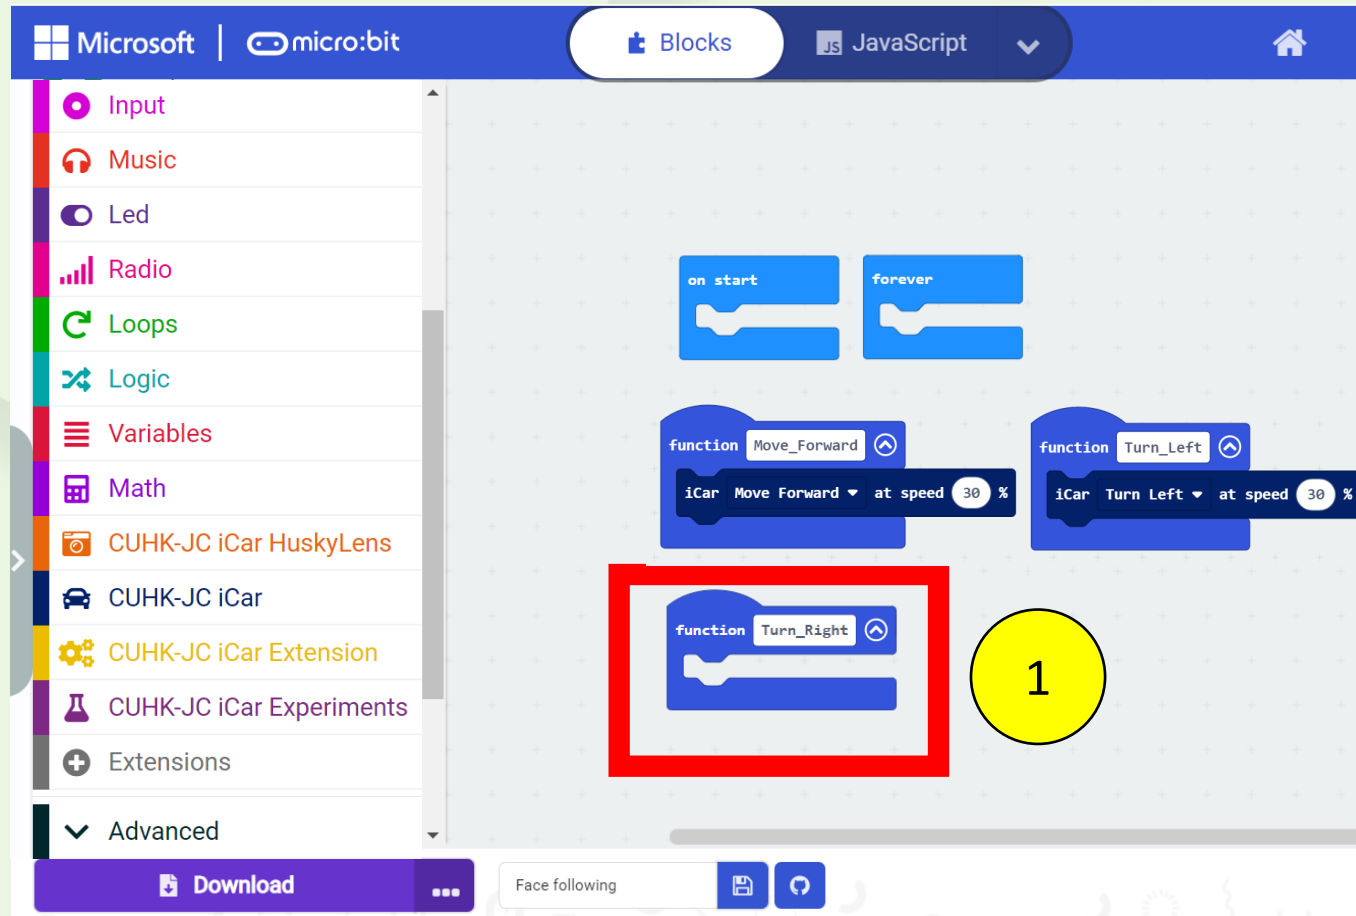 Microsoft micro:bit Blocks JS JavaScript
Input
Music
Led
Radio
Loops
Logic
Variables
Math
CUHK-JC iCar HuskyLens
CUHK-JC iCar
CUHK-JC iCar Extension
CUHK-JC iCar Experiments
Extensions
Advanced
on start forever
function Move_Forward function Turn_Left
iCar Move Forward at speed 30 % iCar Turn Left at speed 30 %
function Turn_Right
1
Download ... Face following